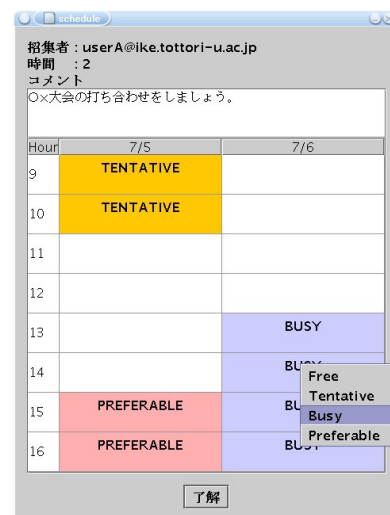 schedule
招集者：userA@ike.tottori-u.ac.jp
時間　：2
コメント
○×大会の打ち合わせをしましょう。
Hour 7/5 7/6
9 TENTATIVE
10 TENTATIVE
11
12
13 BUSY
14
15 PREFERABLE
16 PREFERABLE
Free
Tentative
Busy
Preferable
了解